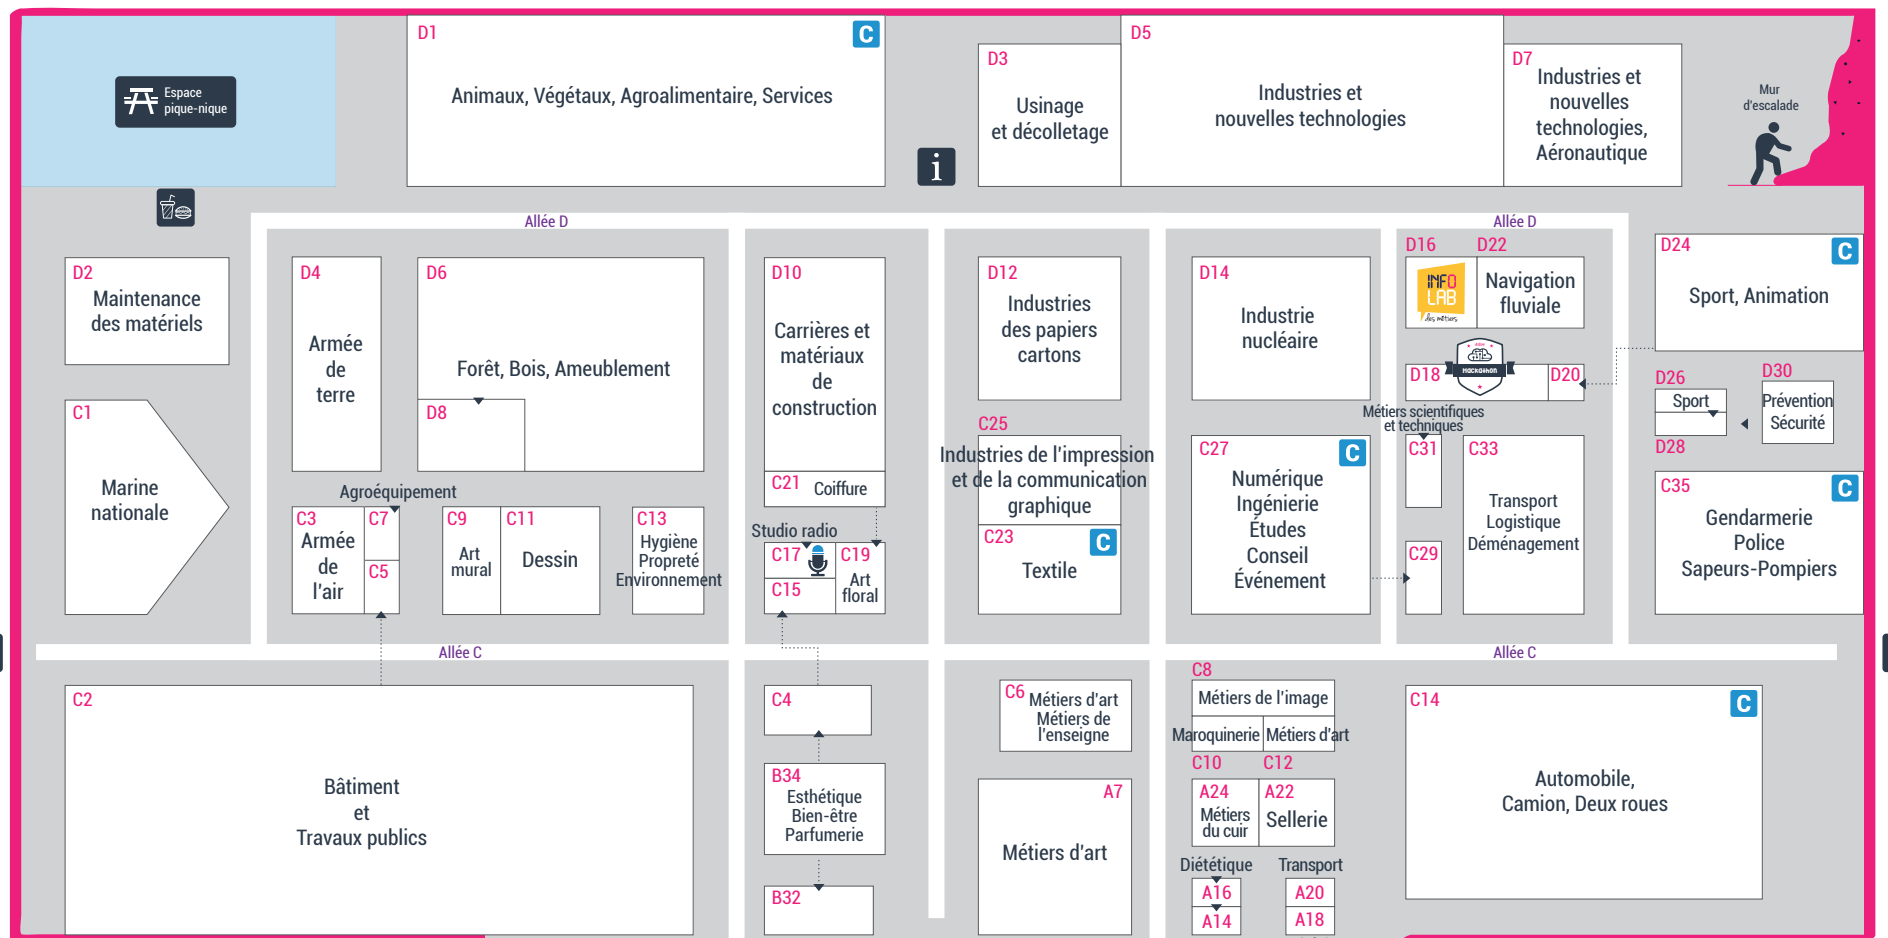 D1
C
Animaux, Végétaux, Agroalimentaire, Services
Espace
pique-nique
i
D3
Usinage
et décolletage
D5
Industries et
nouvelles technologies
D7
Industries et
nouvelles
technologies,
Aéronautique
Mur
d'escalade
Allée D
Allée D
D2
Maintenance
des matériels
C1
Marine
nationale
D4
Armée
de
terre
D6
Forêt, Bois, Ameublement
D8
Agroéquipement
C3
Armée
de
l'air
C7
C5
C9
Art
mural
C11
Dessin
C13
Hygiène
Propreté
Environnement
D10
Carrières et
matériaux
de
construction
C21
Coiffure
Studio radio
C17
C15
C19
Art
floral
D12
Industries
des papiers
cartons
C25
Industries de l'impression
et de la communication
graphique
C23
C
Textile
D14
Industrie
nucléaire
C27
C
Numérique
Ingénierie
Études
Conseil
Événement
D16
INFO
LAB
des métiers
D22
Navigation
fluviale
D18
Hackathon
D20
Métiers scientifiques
et techniques
C31
C29
C33
Transport
Logistique
Déménagement
D24
C
Sport, Animation
D26
Sport
D28
D30
Prévention
Sécurité
C35
C
Gendarmerie
Police
Sapeurs-Pompiers
Allée C
Allée C
C2
Bâtiment
et
Travaux publics
C4
B34
Esthétique
Bien-être
Parfumerie
B32
C6
Métiers d'art
Métiers de
l'enseigne
A7
Métiers d'art
C8
Métiers de l'image
Maroquinerie
Métiers d'art
C10
C12
A24
Métiers
du cuir
A22
Sellerie
Diététique
A16
A14
Transport
A20
A18
C14
C
Automobile,
Camion, Deux roues